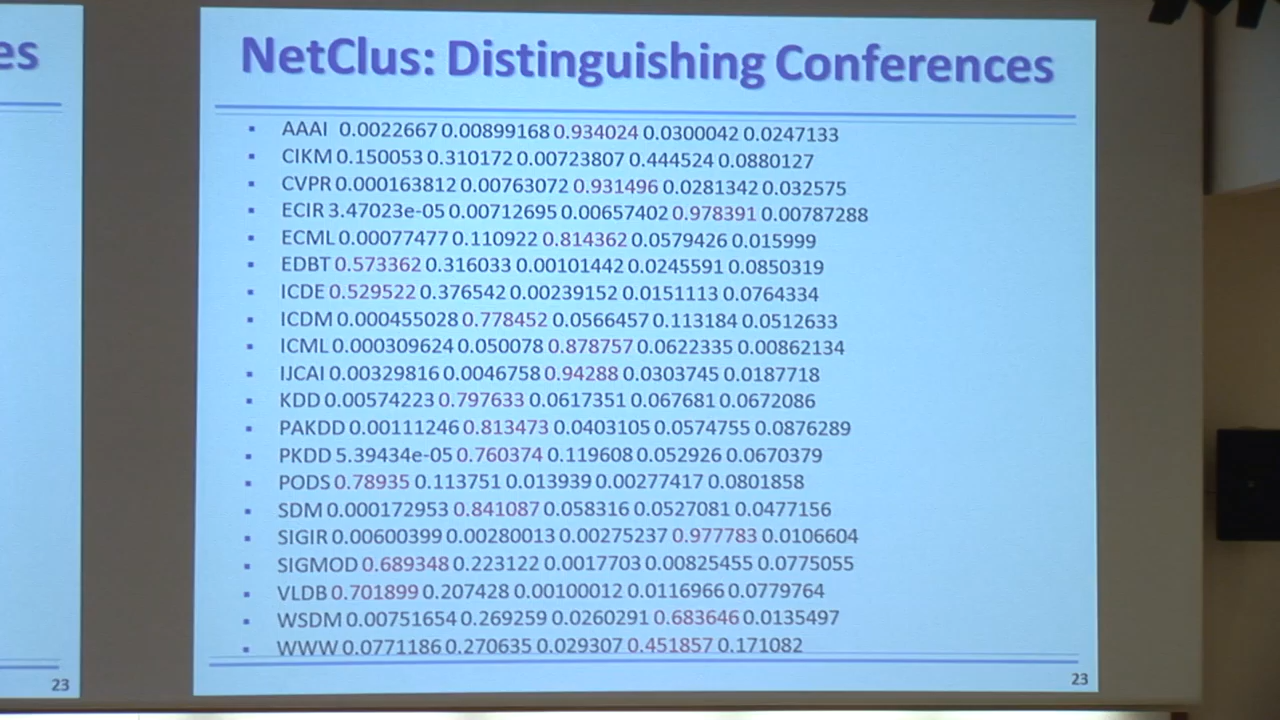 es
23
NetClus: Distinguishing Conferences
▪ AAAI 0.0022667 0.00899168 0.934024 0.0300042 0.0247133
▪ CIKM 0.150053 0.310172 0.00723807 0.444524 0.0880127
▪ CVPR 0.000163812 0.00763072 0.931496 0.0281342 0.032575
▪ ECIR 3.47023e-05 0.00712695 0.00657402 0.978391 0.00787288
▪ ECML 0.00077477 0.110922 0.814362 0.0579426 0.015999
▪ EDBT 0.573362 0.316033 0.00101442 0.0245591 0.0850319
▪ ICDE 0.529522 0.376542 0.00239152 0.0151113 0.0764334
▪ ICDM 0.000455028 0.778452 0.0566457 0.113184 0.0512633
▪ ICML 0.000309624 0.050078 0.878757 0.0622335 0.00862134
▪ IJCAI 0.00329816 0.0046758 0.94288 0.0303745 0.0187718
▪ KDD 0.00574223 0.797633 0.0617351 0.067681 0.0672086
▪ PAKDD 0.00111246 0.813473 0.0403105 0.0574755 0.0876289
▪ PKDD 5.39434e-05 0.760374 0.119608 0.052926 0.0670379
▪ PODS 0.78935 0.113751 0.013939 0.00277417 0.0801858
▪ SDM 0.000172953 0.841087 0.058316 0.0527081 0.0477156
▪ SIGIR 0.00600399 0.00280013 0.00275237 0.977783 0.0106604
▪ SIGMOD 0.689348 0.223122 0.0017703 0.00825455 0.0775055
▪ VLDB 0.701899 0.207428 0.00100012 0.0116966 0.0779764
▪ WSDM 0.00751654 0.269259 0.0260291 0.683646 0.0135497
▪ WWW 0.0771186 0.270635 0.029307 0.451857 0.171082
23